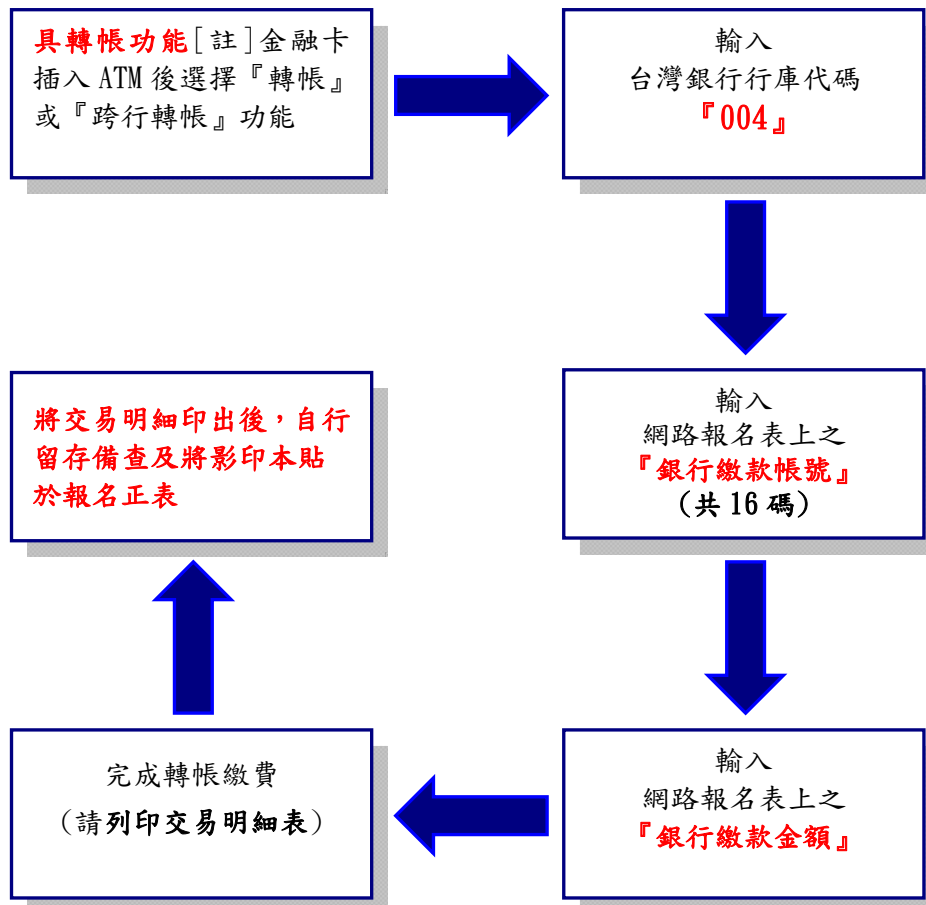 具轉帳功能[註]金融卡
插入 ATM 後選擇『轉帳』
或『跨行轉帳』功能
輸入
台灣銀行行庫代碼
『004』
輸入
網路報名表上之
『銀行繳款帳號』
(共 16 碼)
輸入
網路報名表上之
『銀行繳款金額』
完成轉帳繳費
(請列印交易明細表)
將交易明細印出後，自行
留存備查及將影印本貼
於報名正表